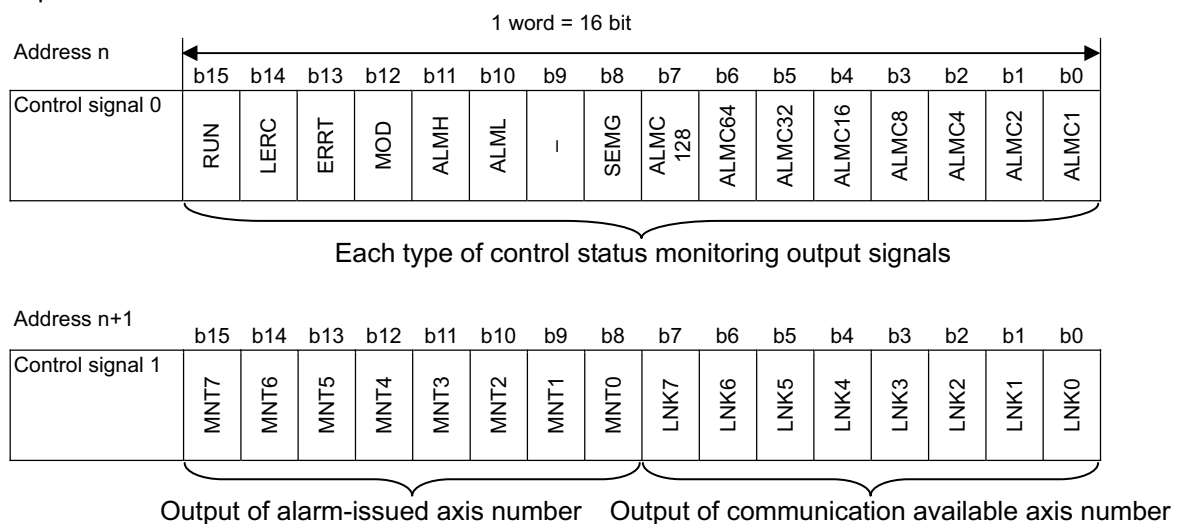 1 word = 16 bit
Address n
b15 b14 b13 b12 b11 b10 b9 b8 b7 b6 b5 b4 b3 b2 b1 b0
Control signal 0 RUN LERC ERRT MOD ALMH ALML – SEMG ALMC 128 ALMC64 ALMC32 ALMC16 ALMC8 ALMC4 ALMC2 ALMC1
Each type of control status monitoring output signals
Address n+1
b15 b14 b13 b12 b11 b10 b9 b8 b7 b6 b5 b4 b3 b2 b1 b0
Control signal 1 MNT7 MNT6 MNT5 MNT4 MNT3 MNT2 MNT1 MNT0 LNK7 LNK6 LNK5 LNK4 LNK3 LNK2 LNK1 LNK0
Output of alarm-issued axis number Output of communication available axis number